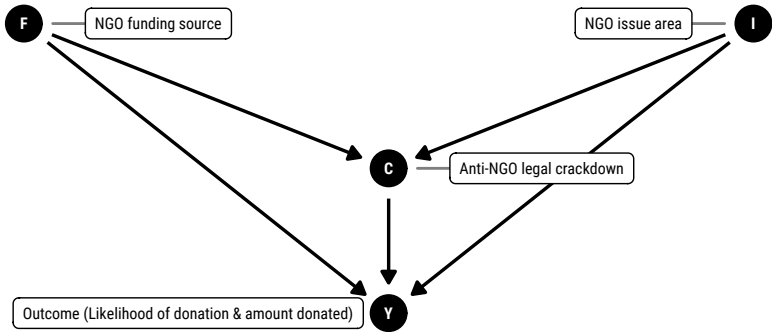 F
NGO funding source
NGO issue area
I
C
Anti-NGO legal crackdown
Outcome (Likelihood of donation & amount donated)
Y